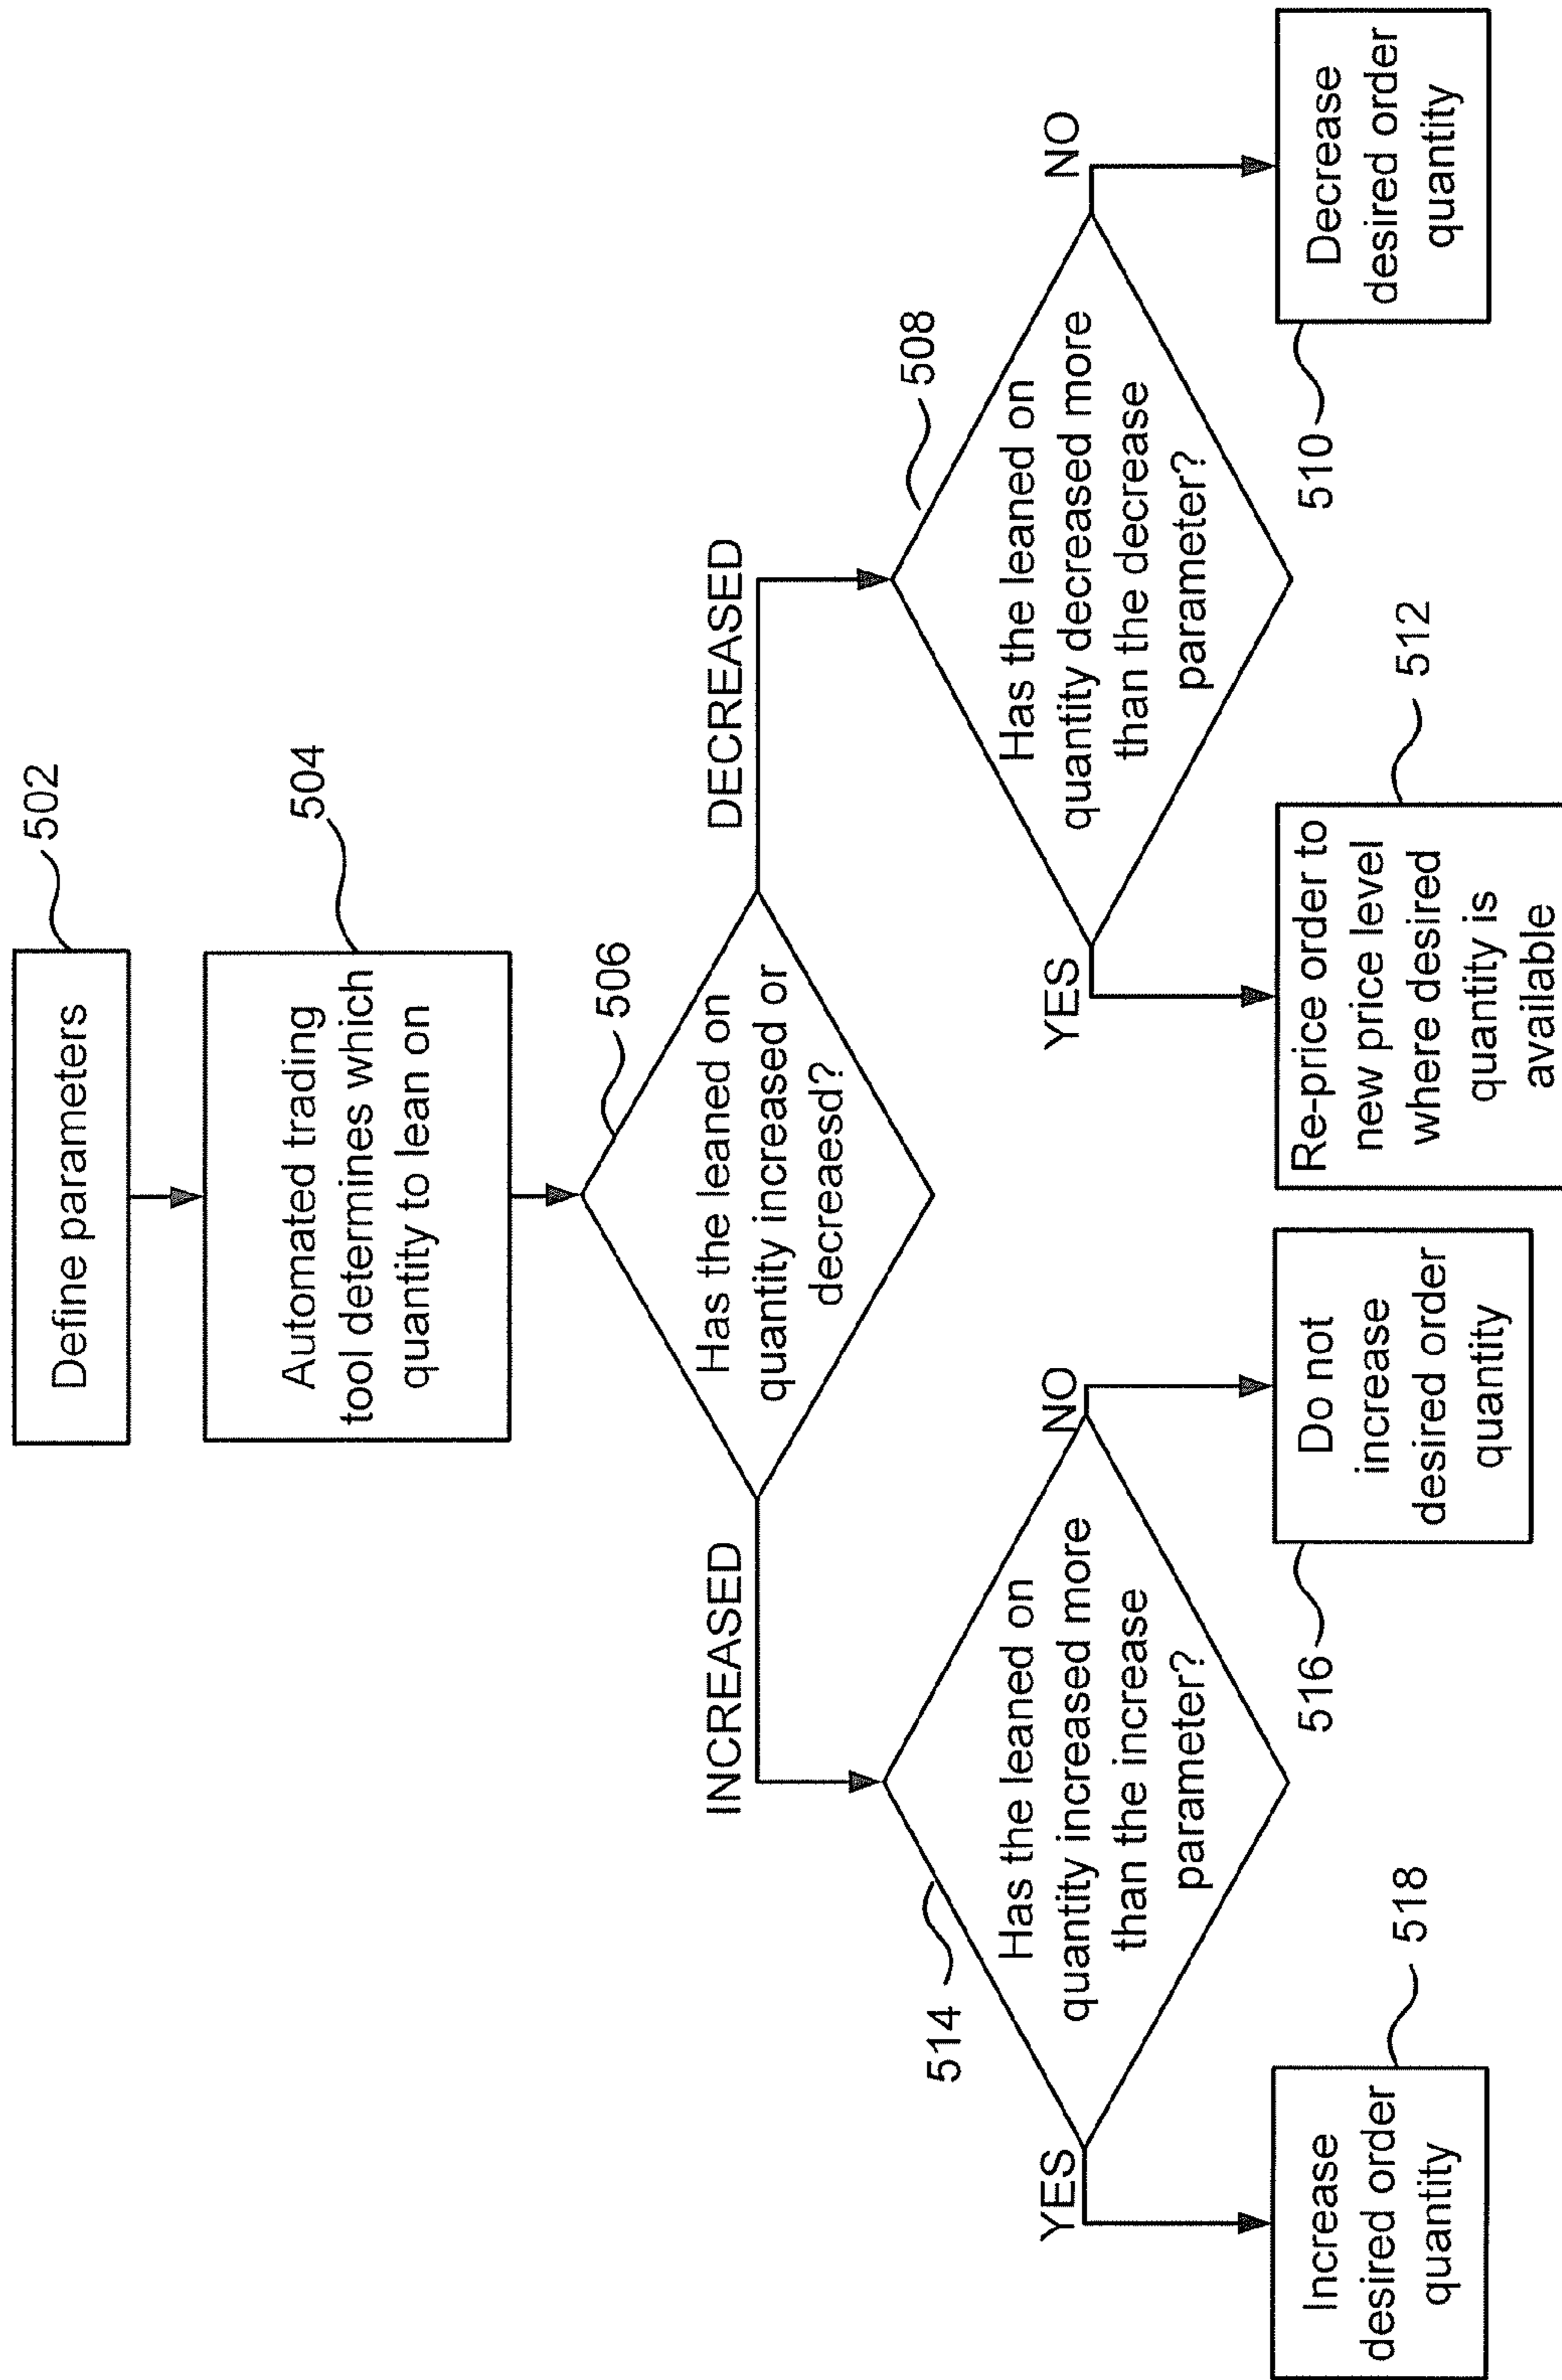 Define parameters
502
Automated trading
tool determines which
quantity to lean on
504
Has the leaned on
quantity increased or
decreaesd?
506
INCREASED
DECREASED
Has the leaned on
quantity increased more
than the increase
parameter?
514
Has the leaned on
quantity decreased more
than the decrease
parameter?
508
YES
NO
YES
NO
Increase
desired order
quantity
518
Do not
increase
desired order
quantity
516
Re-price order to
new price level
where desired
quantity is
available
512
Decrease
desired order
quantity
510